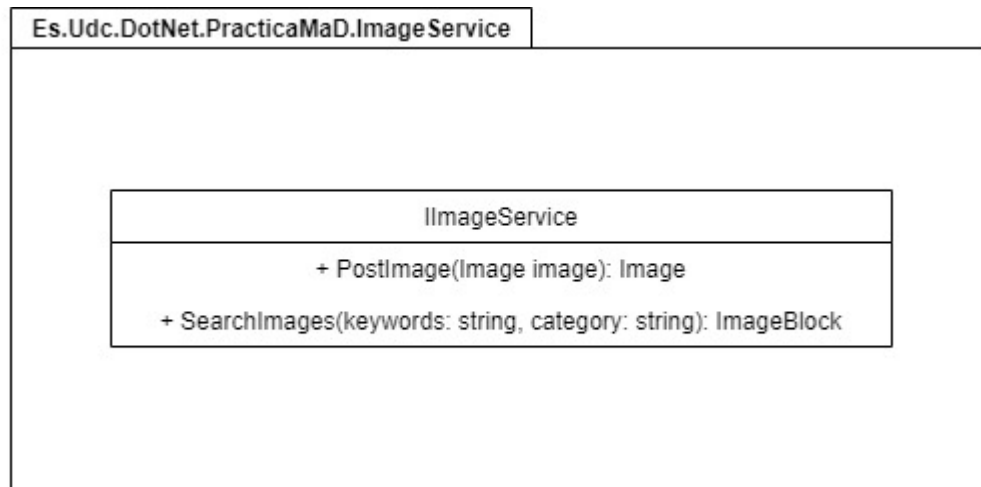 Es.Udc.DotNet.PracticaMaD.ImageService
IImageService
+ PostImage(Image image): Image
+ SearchImages(keywords: string, category: string): ImageBlock